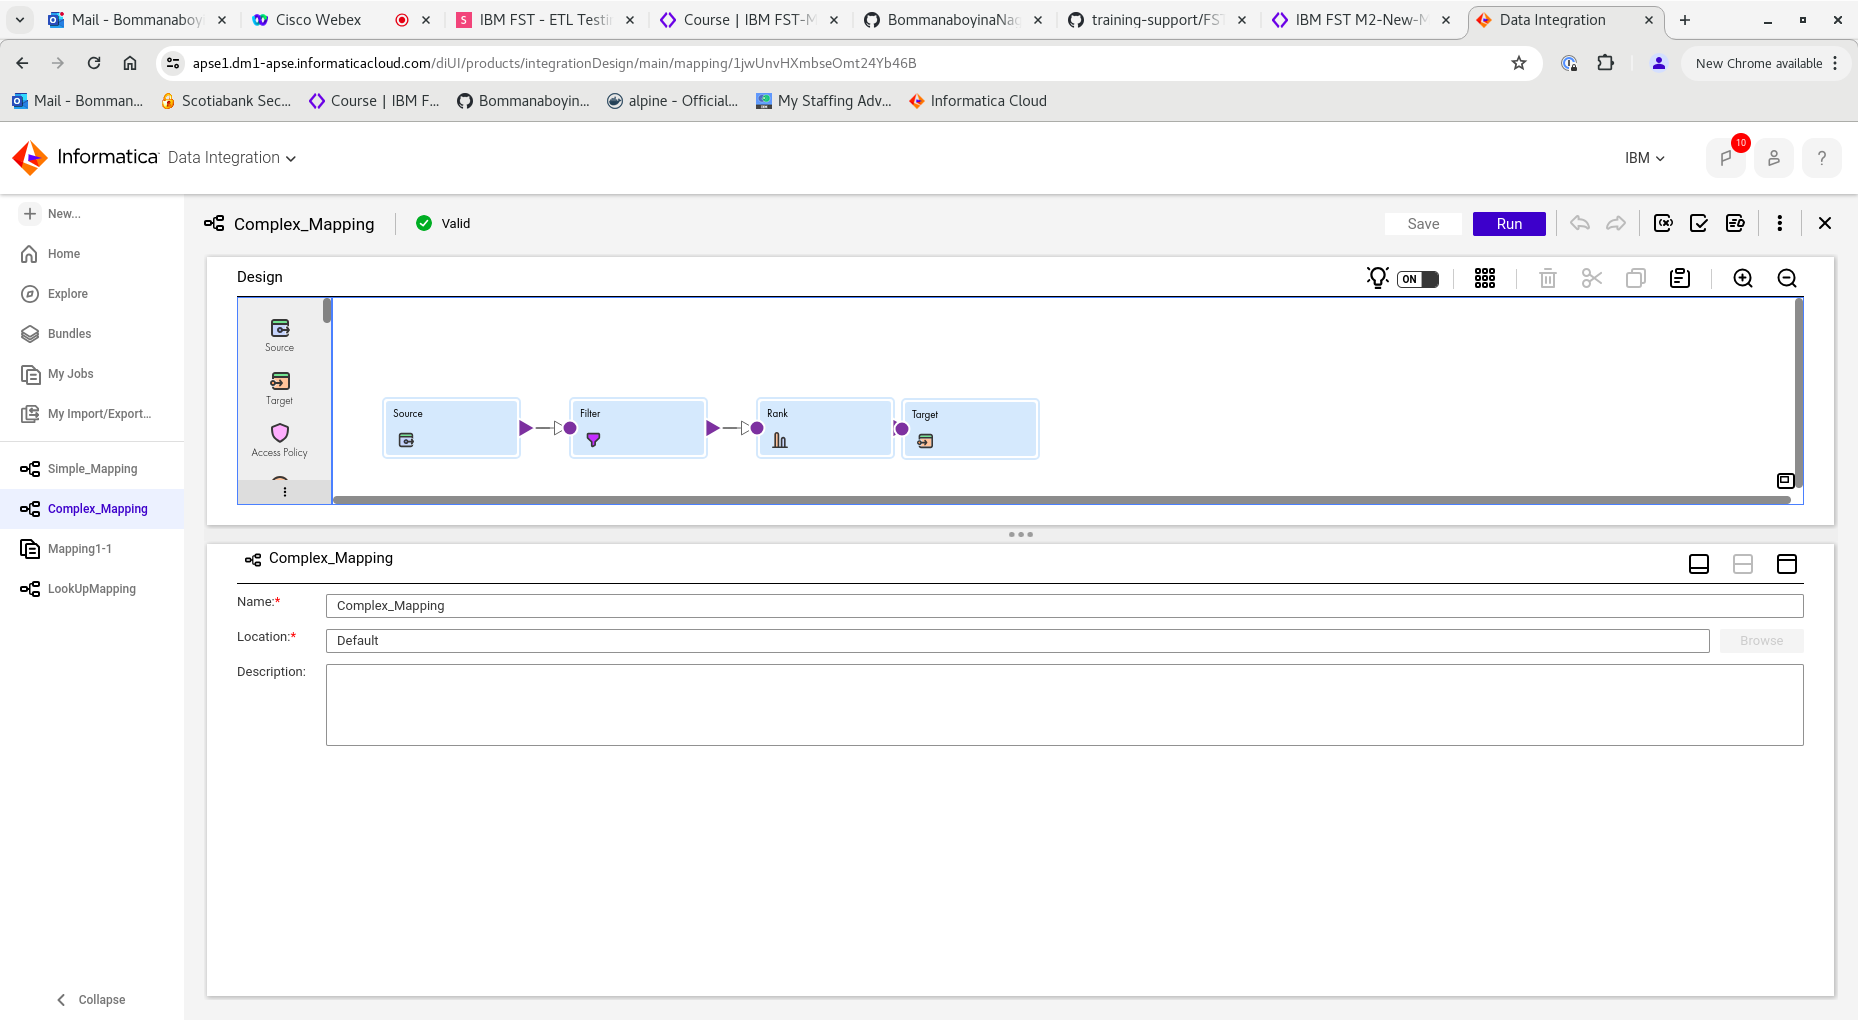 Mail - Bommanaboy
Cisco Webex
IBM FST - ETL Testi
Course | IBM FST-M
BommanaboyinaNac
training-support/FST
IBM FST M2-New-M
Data Integration
apse1.dm1-apse.informaticacloud.com/diUI/products/integrationDesign/main/mapping/1jwUnvHXmbseOmt24Yb46B
New Chrome available
Mail - Bomman...
Scotiabank Sec...
Course | IBM F...
Bommanaboyin...
alpine - Official...
My Staffing Adv...
Informatica Cloud
Informatica Data Integration
IBM
10
?
New...
Home
Explore
Bundles
My Jobs
My Import/Export...
Simple_Mapping
Complex_Mapping
Mapping1-1
LookUpMapping
Collapse
Complex_Mapping
Valid
Save
Run
Design
ON
Source
Target
Access Policy
Source
Filter
Rank
Target
Complex_Mapping
Name:*
Complex_Mapping
Location:*
Default
Browse
Description: